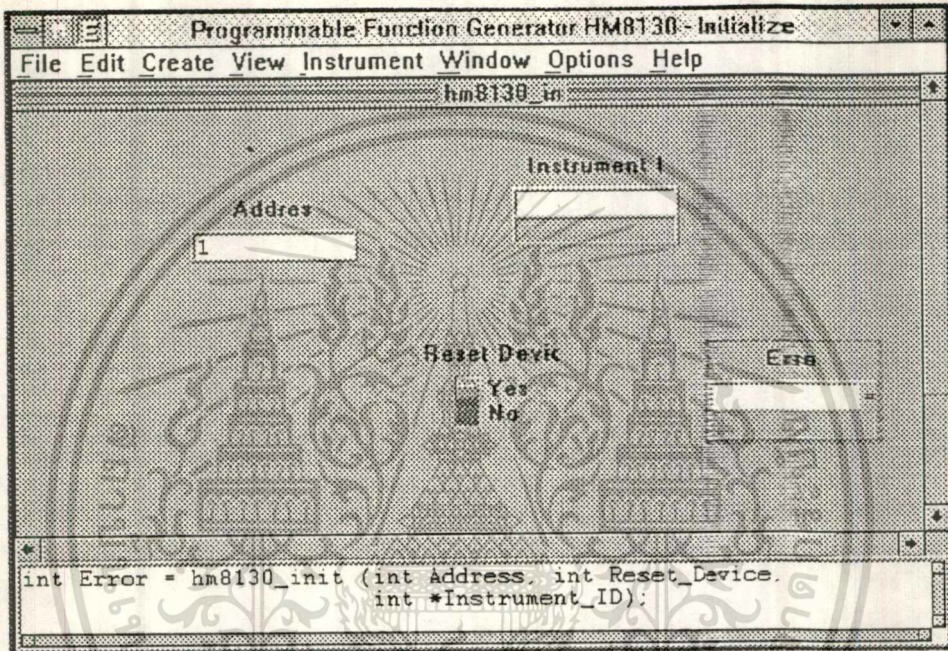 Programmable Function Generator HM8130 - Initialize
File Edit Create View Instrument Window Options Help
hm8130_in
Instrument I
Addres
1
Reset Devic
Yes
No
Erro
int Error = hm8130_init (int Address, int Reset_Device,
int *Instrument_ID);